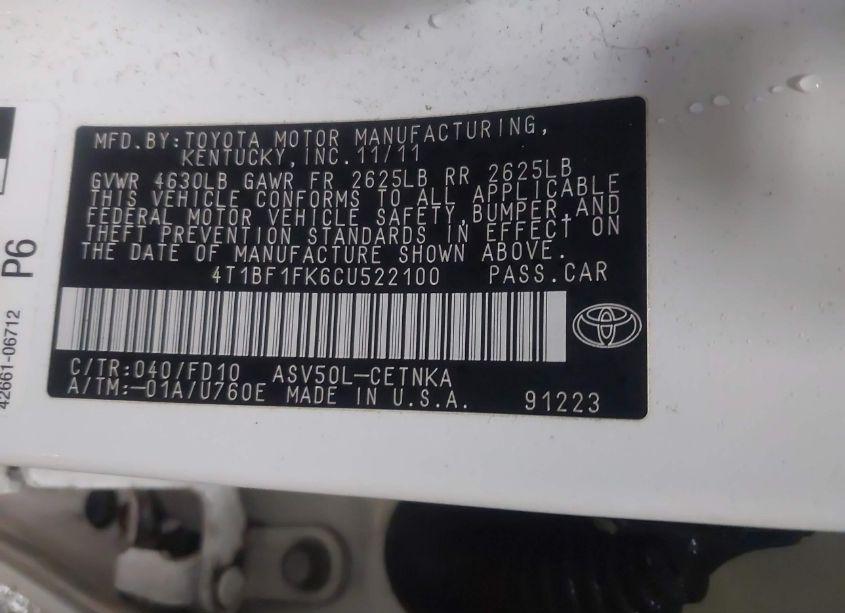 MFD.BY:TOYOTA MOTOR MANUFACTURING,
KENTUCKY,INC.11/11
GVWR 4630LB GAWR FR 2625LB RR 2625LB
THIS VEHICLE CONFORMS TO ALL APPLICABLE
FEDERAL MOTOR VEHICLE SAFETY,BUMPER,AND
THEFT PREVENTION STANDARDS IN EFFECT ON
THE DATE OF MANUFACTURE SHOWN ABOVE.
4T1BF1FK6CU522100 PASS.CAR
C/TR:040/FD10 ASV50L-CETNKA
A/TM:-01A/U760E MADE IN U.S.A. 91223
P6
42661-06712